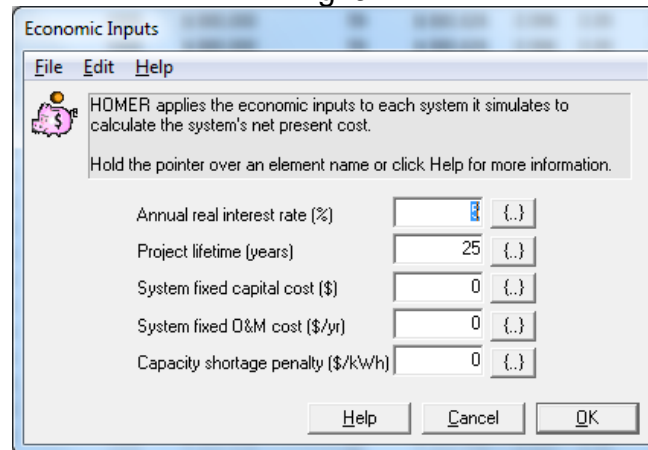 Economic Inputs
File Edit Help
HOMER applies the economic inputs to each system it simulates to
calculate the system's net present cost.
Hold the pointer over an element name or click Help for more information.
Annual real interest rate (%) {..}
Project lifetime (years) 25 {..}
System fixed capital cost ($) 0 {..}
System fixed O&M cost ($/yr) 0 {..}
Capacity shortage penalty ($/kWh) 0 {..}
Help Cancel OK